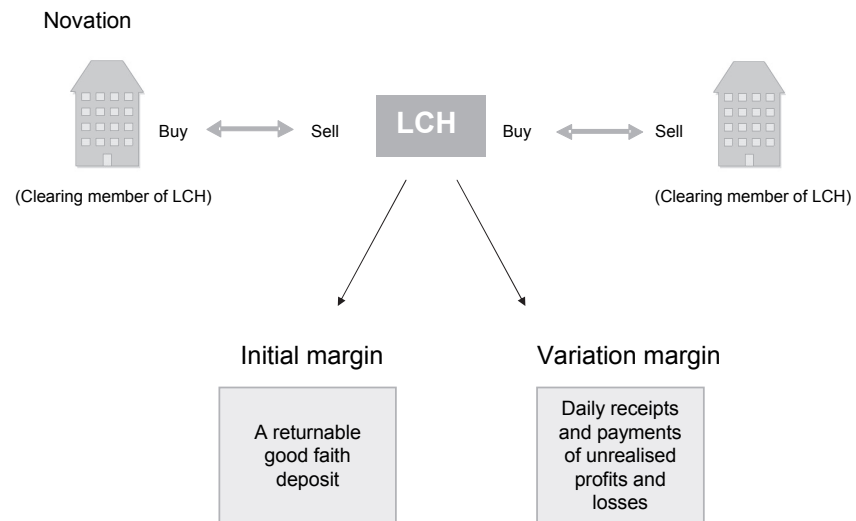 Novation
Buy Sell LCH Buy Sell
(Clearing member of LCH) (Clearing member of LCH)
Initial margin Variation margin
A returnable
good faith
deposit
Daily receipts
and payments
of unrealised
profits and
losses